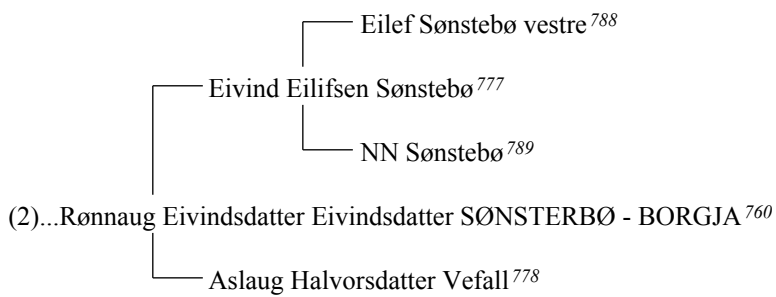 Eilef Sønstebø vestre 788
Eivind Eilifsen Sønstebø 777
NN Sønstebø 789
(2)...Rønnaug Eivindsdatter Eivindsdatter SØNSTERBØ - BORGJA 760
Aslaug Halvorsdatter Vefall 778